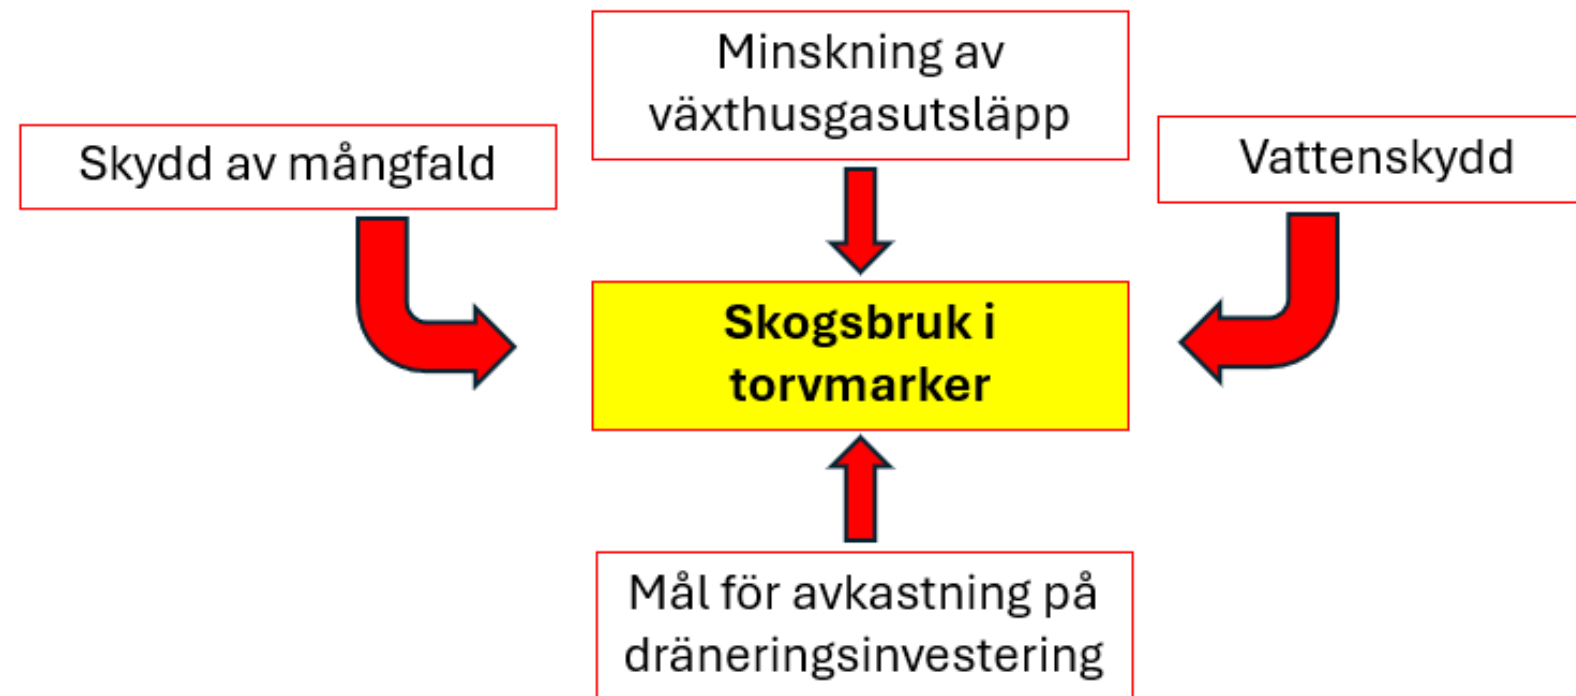 Minskning av
växthusgasutsläpp
Skydd av mångfald
Vattenskydd
Skogsbruk i
torvmarker
Mål för avkastning på
dräneringsinvestering